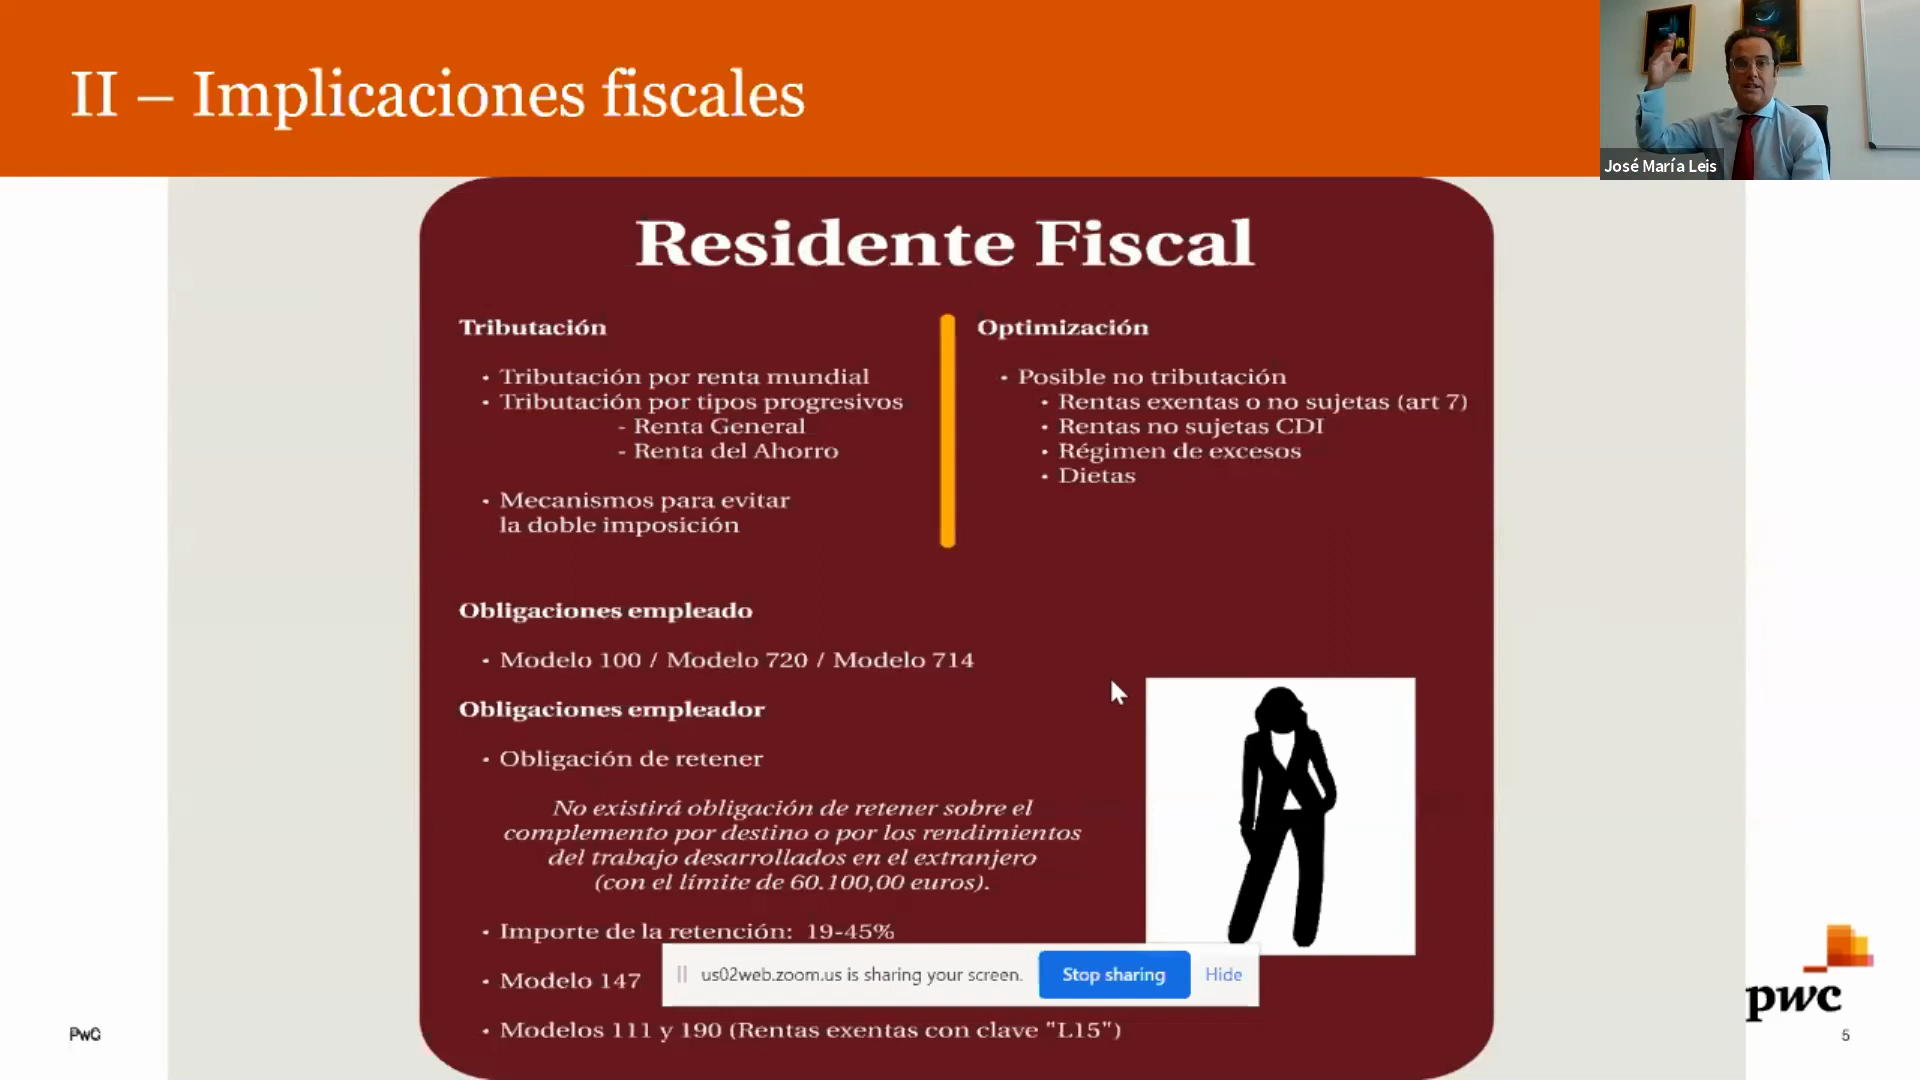 II – Implicaciones fiscales
José María Leis
Residente Fiscal
Tributación
• Tributación por renta mundial
• Tributación por tipos progresivos
- Renta General
- Renta del Ahorro
• Mecanismos para evitar
la doble imposición
Optimización
• Posible no tributación
• Rentas exentas o no sujetas (art 7)
• Rentas no sujetas CDI
• Régimen de excesos
• Dietas
Obligaciones empleado
• Modelo 100 / Modelo 720 / Modelo 714
Obligaciones empleador
• Obligación de retener
No existirá obligación de retener sobre el
complemento por destino o por los rendimientos
del trabajo desarrollados en el extranjero
(con el límite de 60.100,00 euros).
• Importe de la retención: 19-45%
• Modelo 147
us02web.zoom.us is sharing your screen.
Stop sharing
Hide
• Modelos 111 y 190 (Rentas exentas con clave "L15")
pwc
PwC
5